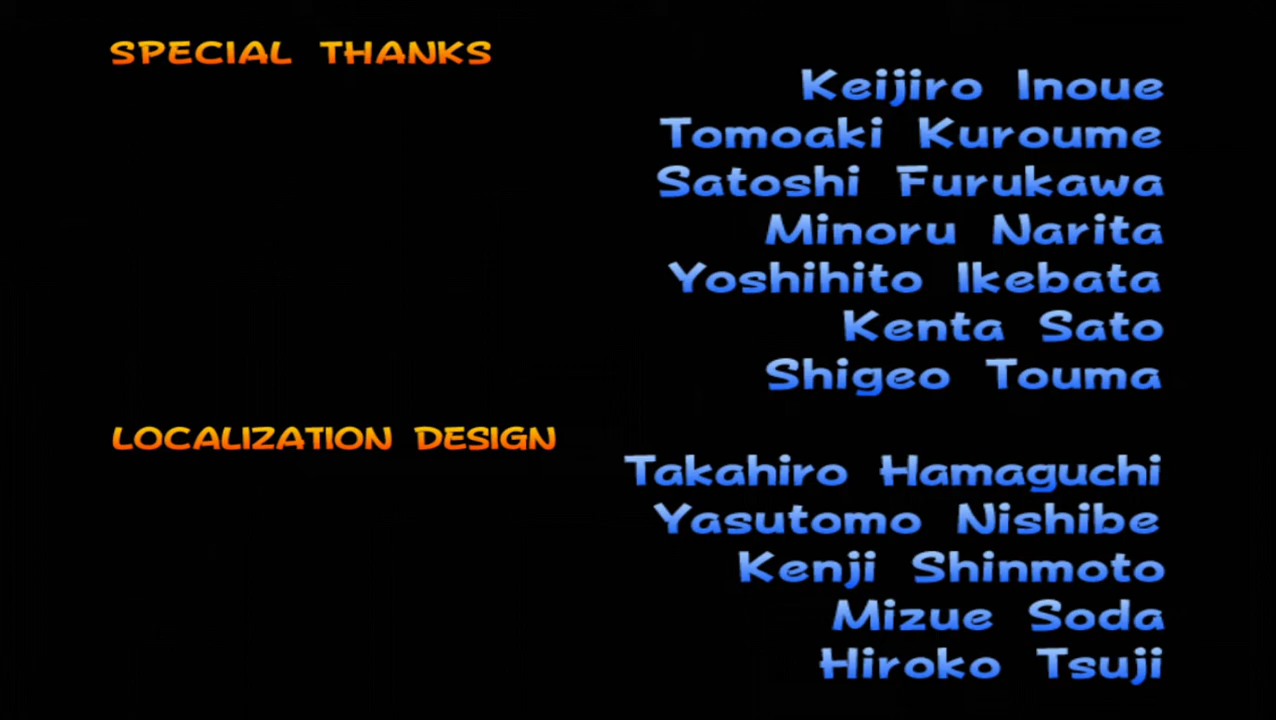 SPECIAL THANKS
Keijiro Inoue
Tomoaki Kuroume
Satoshi Furukawa
Minoru Narita
Yoshihito Ikebata
Kenta Sato
Shigeo Touma
LOCALIZATION DESIGN
Takahiro Hamaguchi
Yasutomo Nishibe
Kenji Shinmoto
Mizue Soda
Hiroko Tsuji